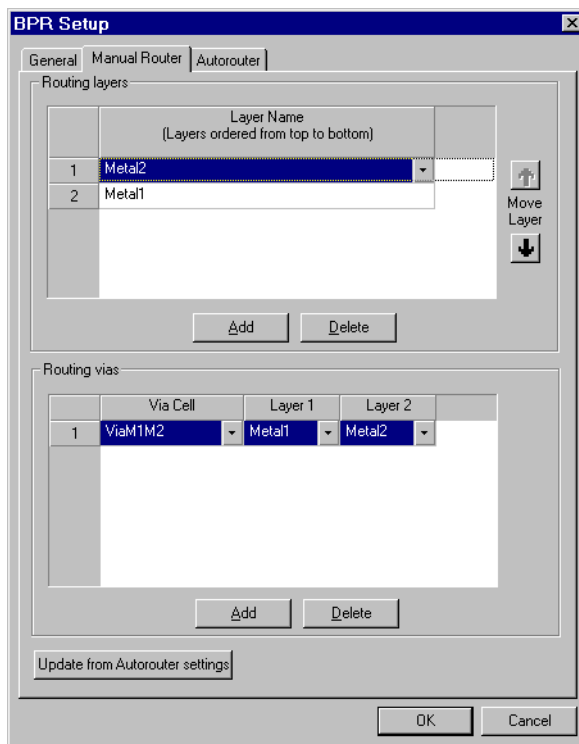 BPR Setup
General Manual Router Autorouter
Routing layers
Layer Name
(Layers ordered from top to bottom)
1 Metal2
2 Metal1
Move
Layer
Add Delete
Routing vias
Via Cell Layer 1 Layer 2
1 ViaM1M2 Metal1 Metal2
Add Delete
Update from Autorouter settings
OK Cancel